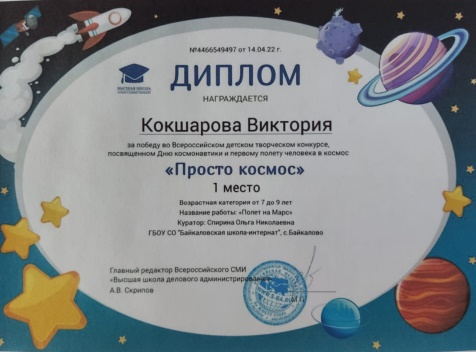 №4466549497 от 14.04.22 г.
ДИПЛОМ
НАГРАЖДАЕТСЯ
Кокшарова Виктория
за победу во Всероссийском детском творческом конкурсе,
посвященном Дню космонавтики и первому полету человека в космос
«Просто космос»
1 место
Возрастная категория от 7 до 9 лет
Название работы: «Полет на Марс»
Куратор: Спирина Ольга Николаевна
ГБОУ СО "Байкаловская школа-интернат", с.Байкалово
Главный редактор Всероссийского СМИ
«Высшая школа делового администрирования»
А.В. Скрипов